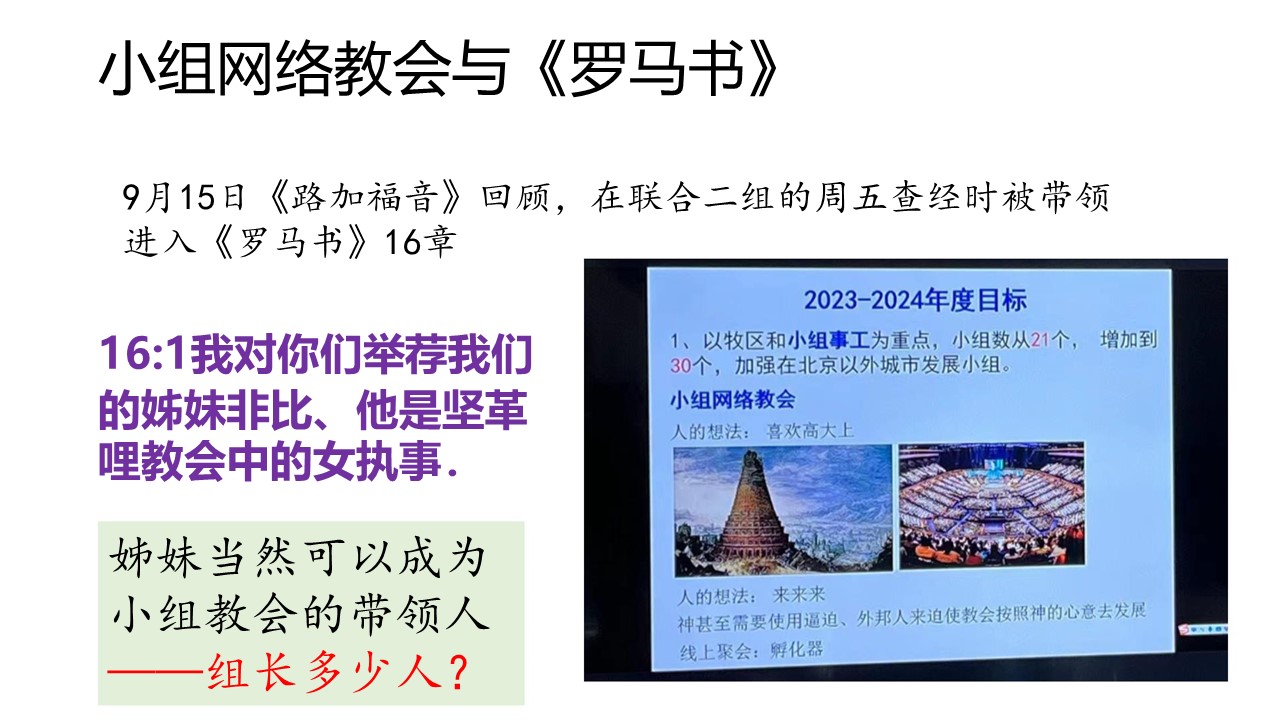 小组网络教会与《罗马书》
9月15日《路加福音》回顾，在联合二组的周五查经时被带领
进入《罗马书》16章
16:1我对你们举荐我们
的姊妹非比、他是坚革
哩教会中的女执事．
姊妹当然可以成为
小组教会的带领人
——组长多少人？
2023-2024年度目标
1、以牧区和小组事工为重点，小组数从21个， 增加到
30个，加强在北京以外城市发展小组。
小组网络教会
人的想法： 喜欢高大上
人的想法： 来来来
神甚至需要使用逼迫、外邦人来迫使教会按照神的心意去发展
线上聚会：孵化器